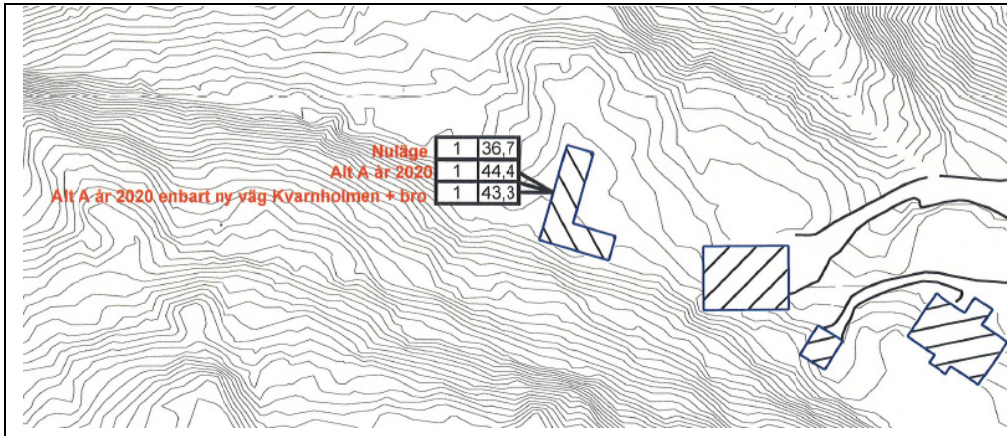 Nuläge 1 36,7
Alt A år 2020 1 44,4
Alt A år 2020 enbart ny väg Kvarnholmen + bro 1 43,3